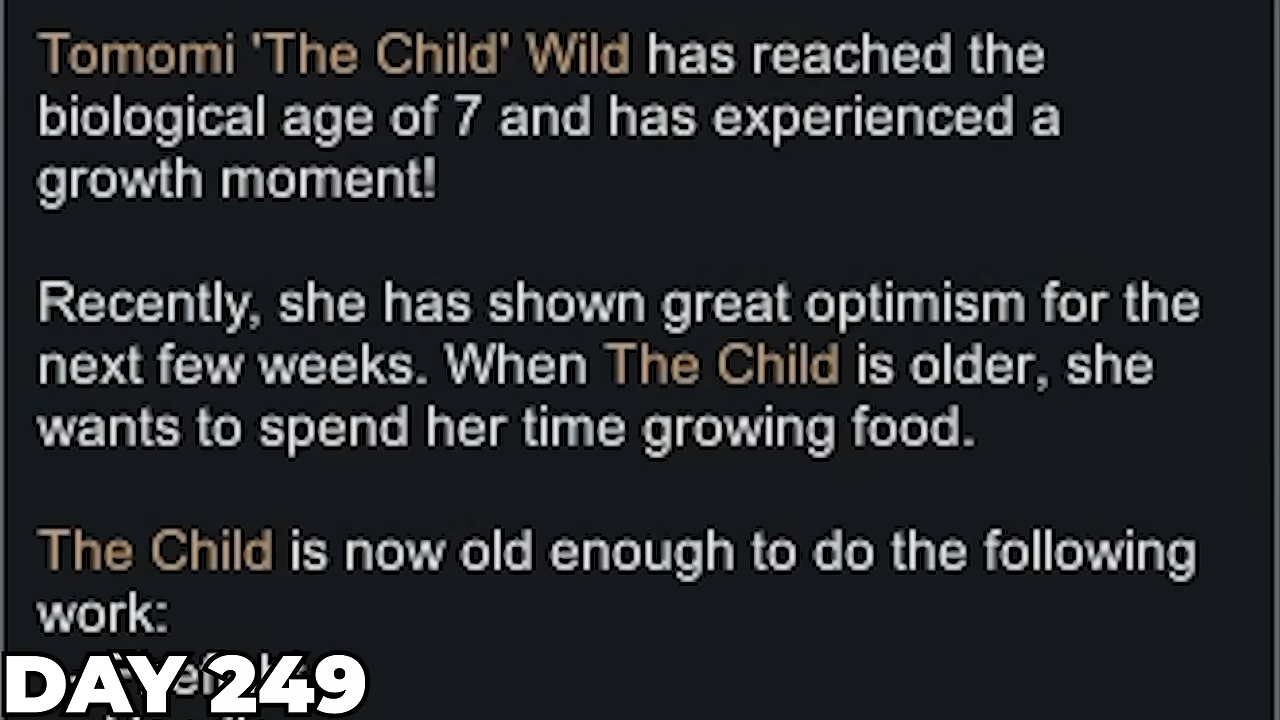 Tomomi 'The Child' Wild has reached the
biological age of 7 and has experienced a
growth moment!
Recently, she has shown great optimism for the
next few weeks. When The Child is older, she
wants to spend her time growing food.
The Child is now old enough to do the following
work:
DAY 249